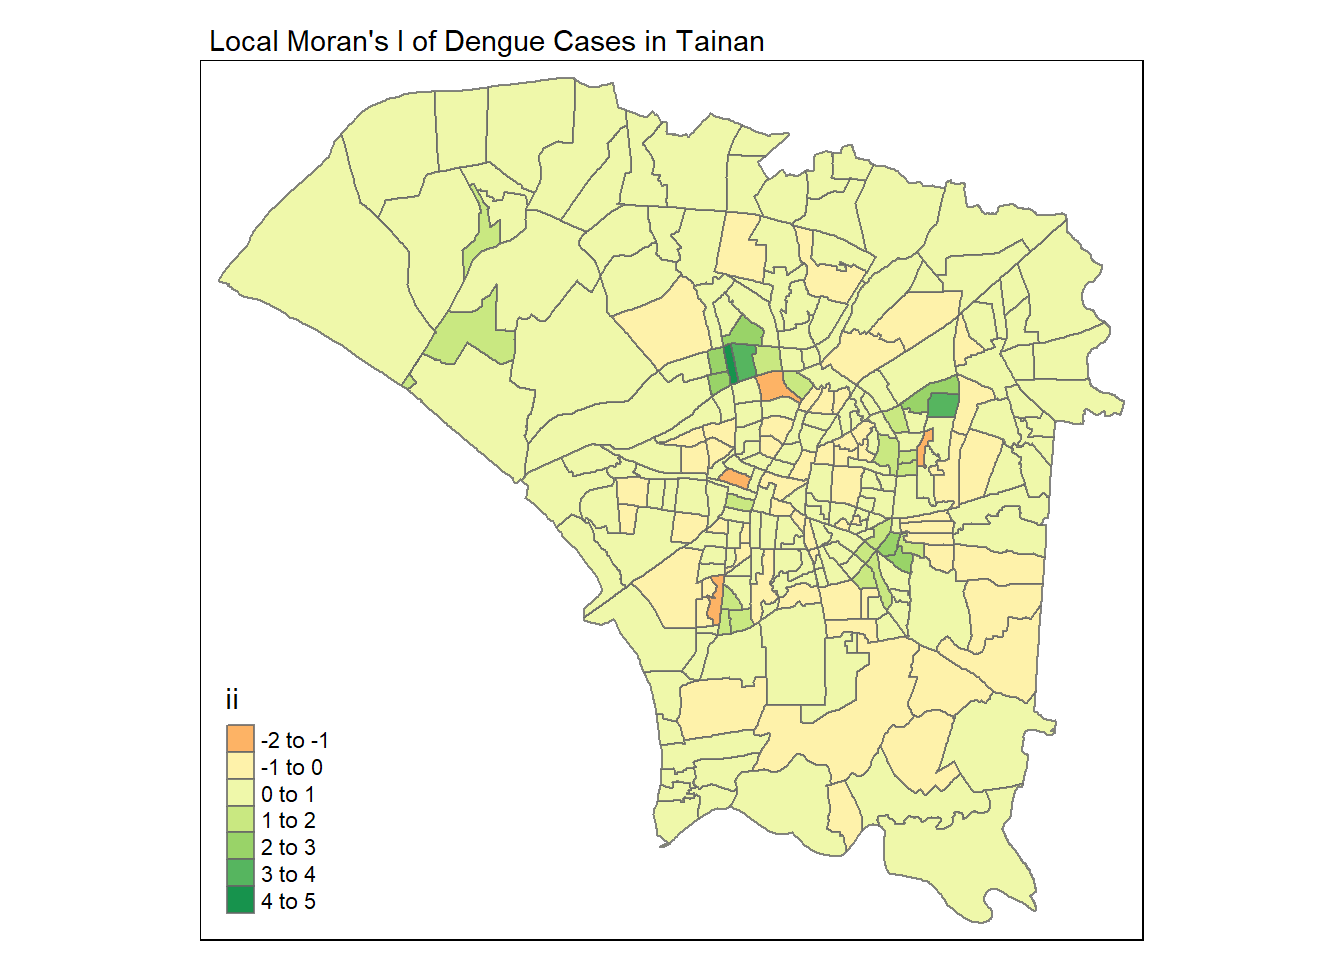 Local Moran's I of Dengue Cases in Tainan
ii
-2 to -1
-1 to 0
0 to 1
1 to 2
2 to 3
3 to 4
4 to 5